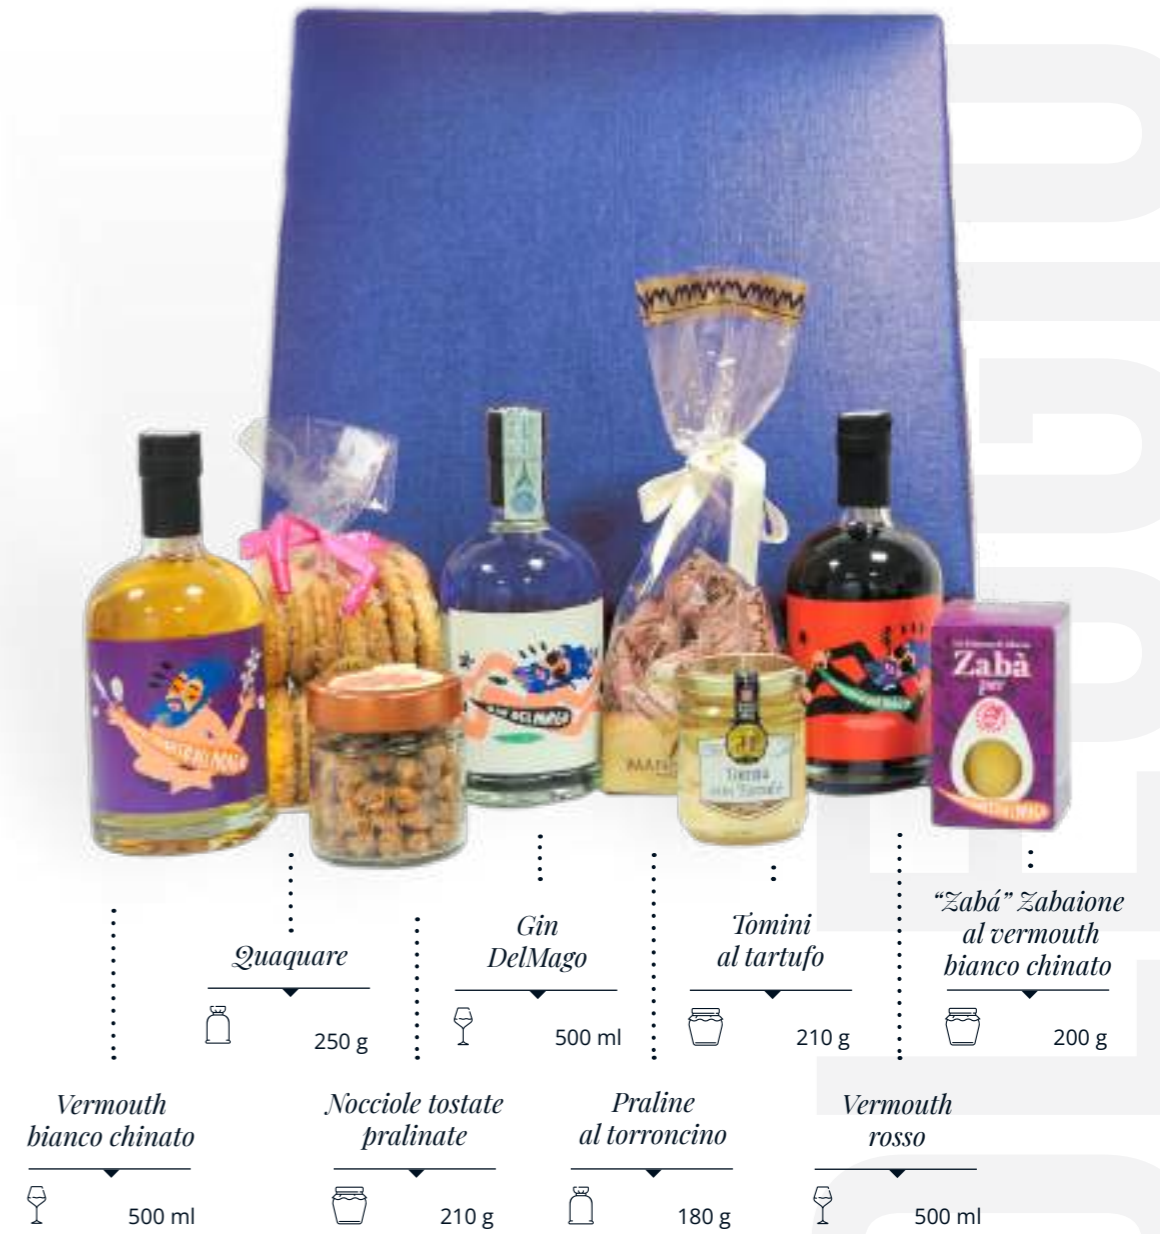 Zabà
per
“Zabá” Zabaione
al vermouth
bianco chinato
200 g
Tomini
al tartufo
210 g
Gin
DelMago
500 ml
Quaquare
250 g
Vermouth
bianco chinato
500 ml
Nocciole tostate
pralinate
210 g
Praline
al torroncino
180 g
Vermouth
rosso
500 ml